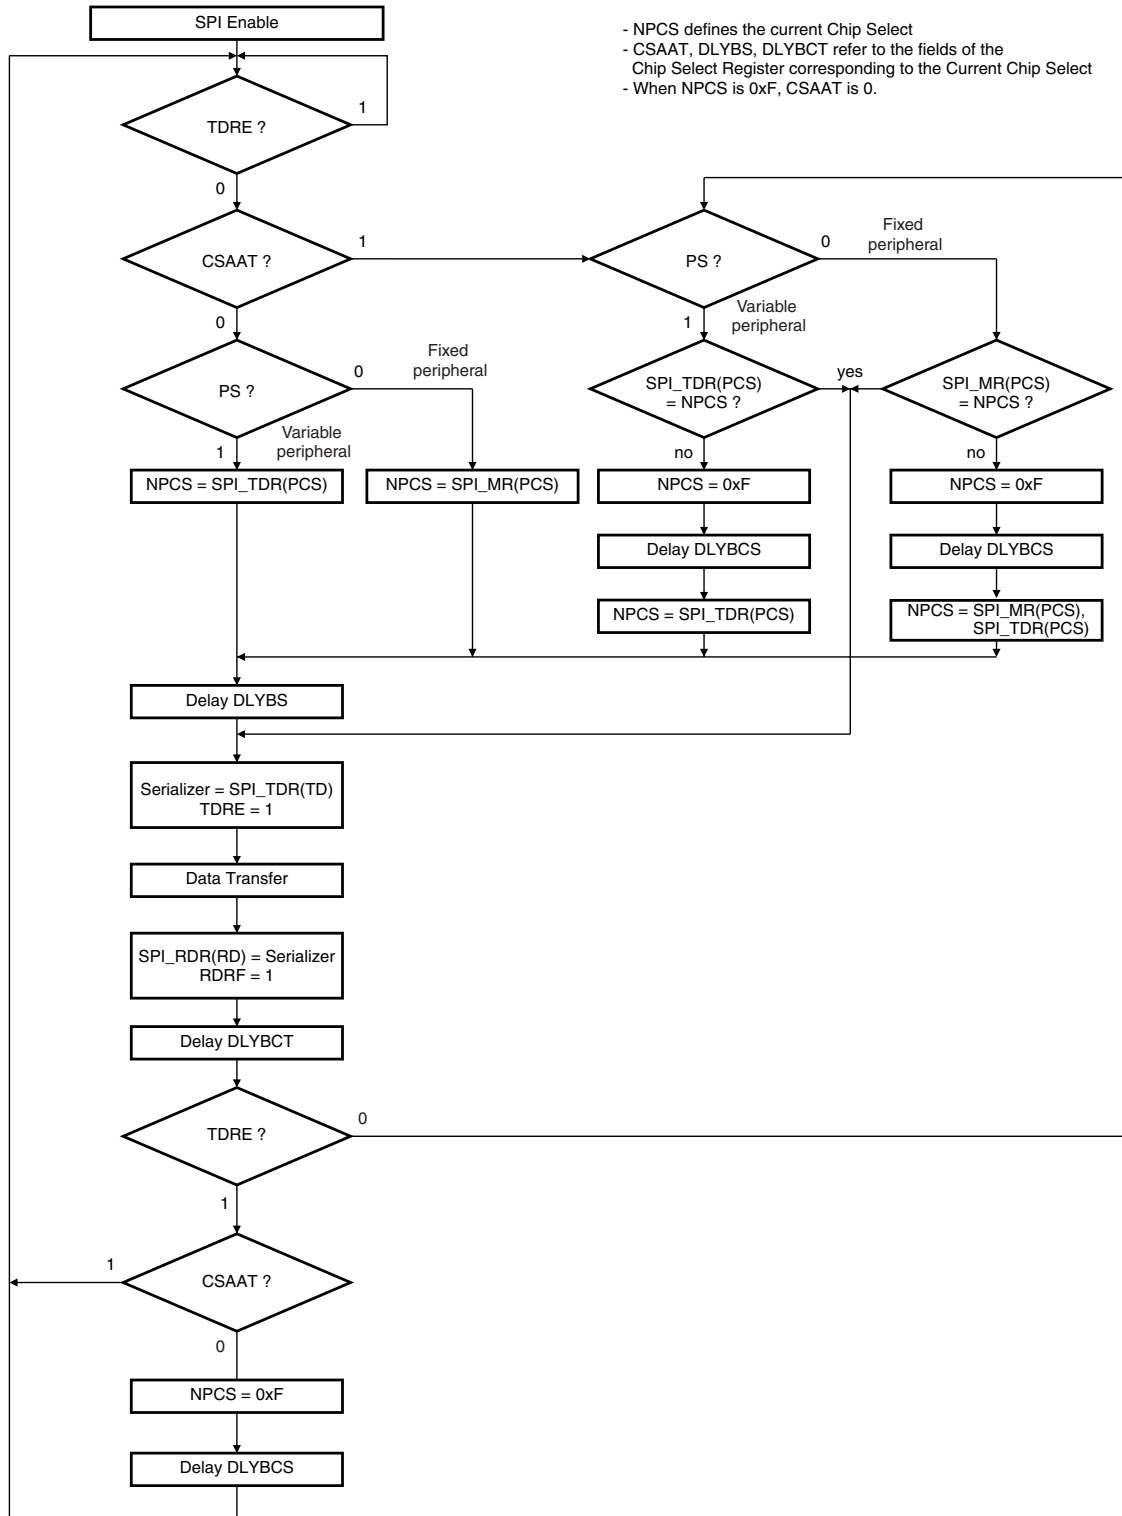 SPI Enable
- NPCS defines the current Chip Select
- CSAAT, DLYBS, DLYBCT refer to the fields of the
Chip Select Register corresponding to the Current Chip Select
- When NPCS is 0xF, CSAAT is 0.
TDRE ?
1
0
CSAAT ?
1
0
PS ?
0
Fixed
peripheral
1
Variable
peripheral
PS ?
0
Fixed
peripheral
1
Variable
peripheral
SPI_TDR(PCS)
= NPCS ?
yes
SPI_MR(PCS)
= NPCS ?
no
no
NPCS = SPI_TDR(PCS)
NPCS = SPI_MR(PCS)
NPCS = 0xF
NPCS = 0xF
Delay DLYBCS
Delay DLYBCS
NPCS = SPI_TDR(PCS)
NPCS = SPI_MR(PCS),
SPI_TDR(PCS)
Delay DLYBS
Serializer = SPI_TDR(TD)
TDRE = 1
Data Transfer
SPI_RDR(RD) = Serializer
RDRF = 1
Delay DLYBCT
TDRE ?
0
1
CSAAT ?
1
0
NPCS = 0xF
Delay DLYBCS